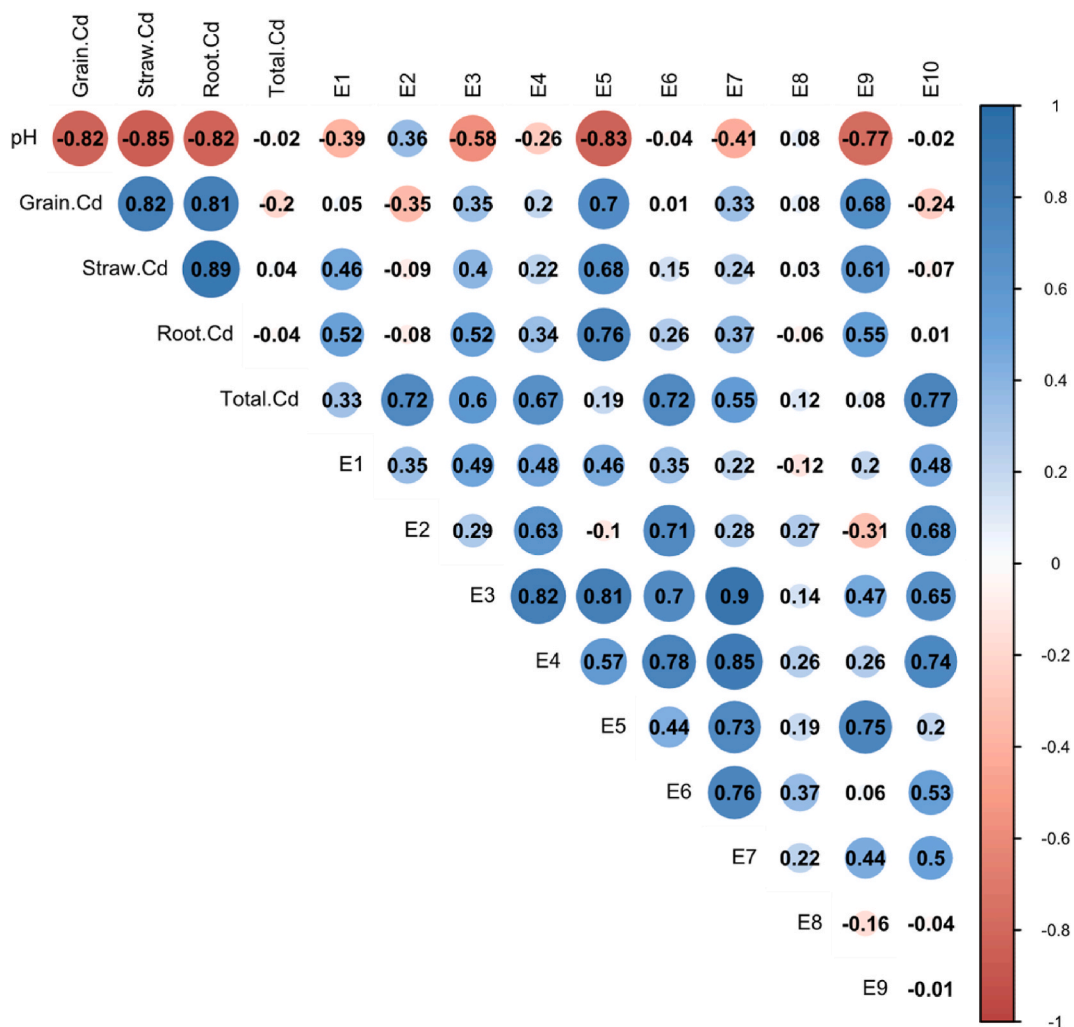 Grain.Cd Straw.Cd Root.Cd Total.Cd E1 E2 E3 E4 E5 E6 E7 E8 E9 E10
pH -0.82 -0.85 -0.82 -0.02 -0.39 0.36 -0.58 -0.26 -0.83 -0.04 -0.41 0.08 -0.77 -0.02
Grain.Cd 0.82 0.81 -0.2 0.05 -0.35 0.35 0.2 0.7 0.01 0.33 0.08 0.68 -0.24
Straw.Cd 0.89 0.04 0.46 -0.09 0.4 0.22 0.68 0.15 0.24 0.03 0.61 -0.07
Root.Cd -0.04 0.52 -0.08 0.52 0.34 0.76 0.26 0.37 -0.06 0.55 0.01
Total.Cd 0.33 0.72 0.6 0.67 0.19 0.72 0.55 0.12 0.08 0.77
E1 0.35 0.49 0.48 0.46 0.35 0.22 -0.12 0.2 0.48
E2 0.29 0.63 -0.1 0.71 0.28 0.27 -0.31 0.68
E3 0.82 0.81 0.7 0.9 0.14 0.47 0.65
E4 0.57 0.78 0.85 0.26 0.26 0.74
E5 0.44 0.73 0.19 0.75 0.2
E6 0.76 0.37 0.06 0.53
E7 0.22 0.44 0.5
E8 -0.16 -0.04
E9 -0.01
1
0.8
0.6
0.4
0.2
0
-0.2
-0.4
-0.6
-0.8
-1